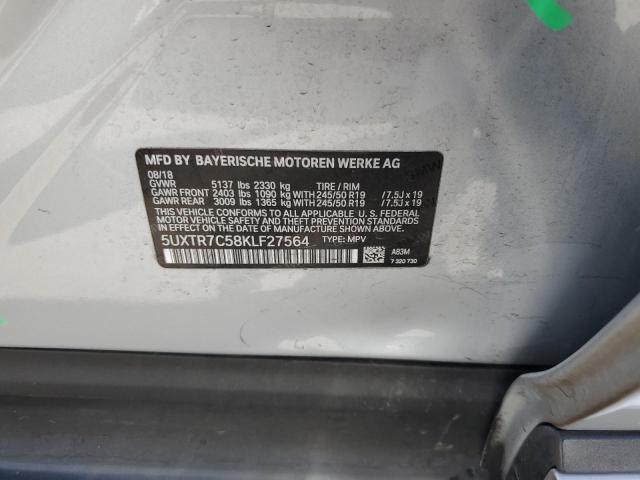 MFD BY BAYERISCHE MOTOREN WERKE AG
08/18
GVWR 5137 lbs 2330 kg TIRE / RIM
GAWR FRONT 2403 lbs 1090 kg WITH 245/50 R19 /7.5J x 19
GAWR REAR 3009 lbs 1365 kg WITH 245/50 R19 /7.5J x 19
THIS VEHICLE CONFORMS TO ALL APPLICABLE U.S. FEDERAL
MOTOR VEHICLE SAFETY, BUMPER, AND THEFT PREVENTION
STANDARDS IN EFFECT ON THE DATE OF MANUFACTURE SHOWN ABOVE.
5UXTR7C58KLF27564 TYPE: MPV
A83M
7 320 730